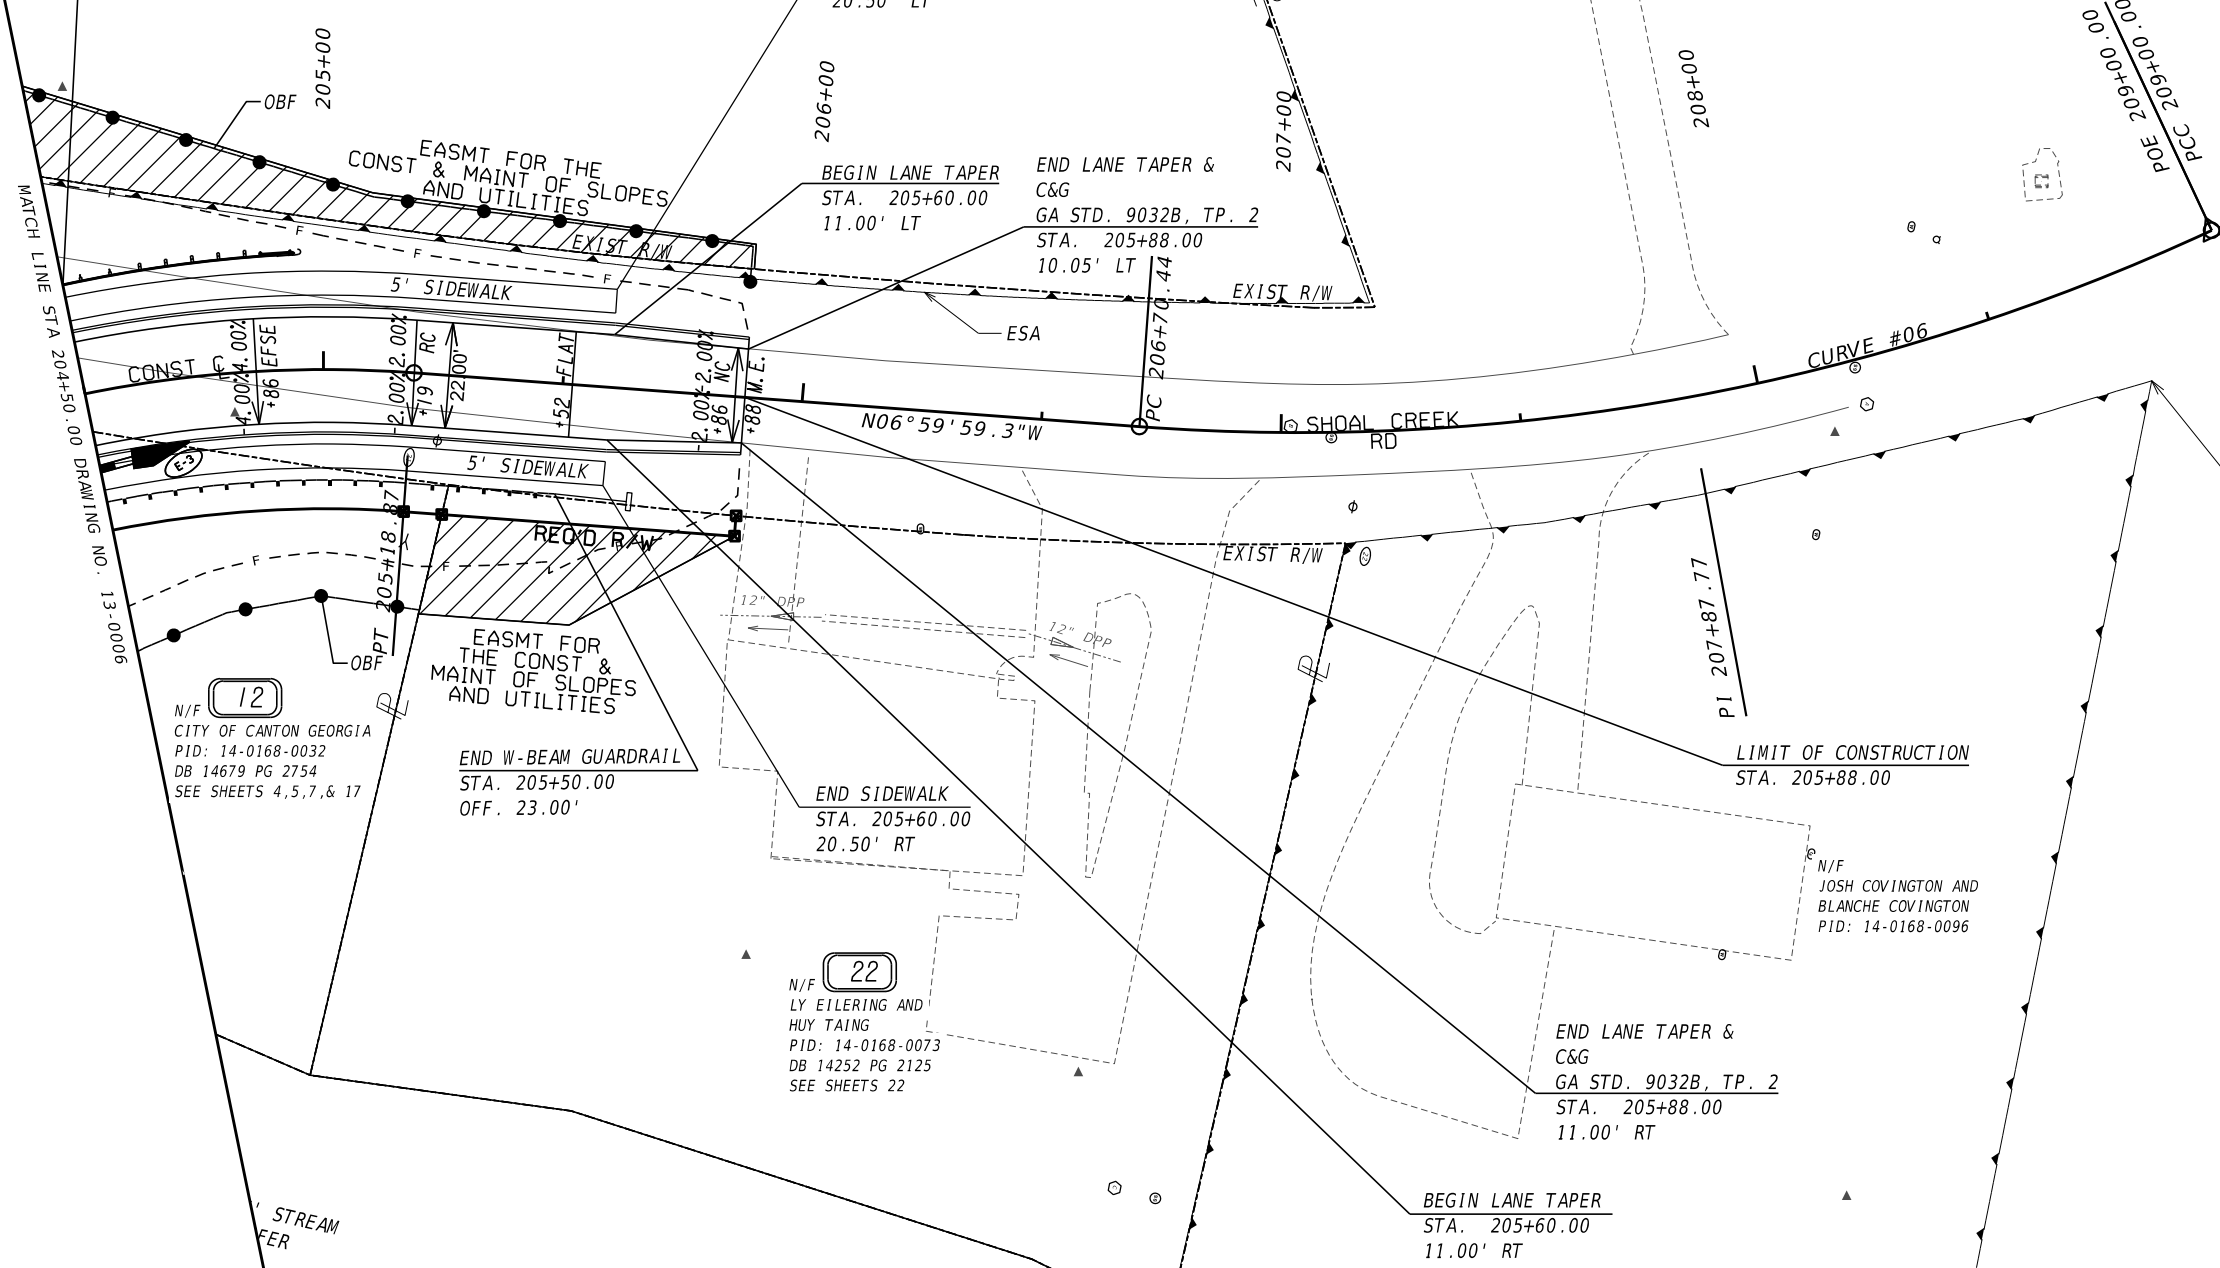 20.50' LT
205+00
206+00
207+00
208+00
POE 209+00.00
PCC 209+00.00
OBF
EASMT FOR THE
CONST & MAINT OF SLOPES
AND UTILITIES
BEGIN LANE TAPER
STA. 205+60.00
11.00' LT
END LANE TAPER &
C&G
GA STD. 9032B, TP. 2
STA. 205+88.00
10.05' LT
MATCH LINE STA 204+50.00 DRAWING NO. 13-0006
F
F
F
F
EXIST R/W
EXIST R/W
ESA
5' SIDEWALK
CONST
4.00%
-4.00%
+86 EFSE
2.00%
-2.00%
+19 RC
22.00'
+52 FLAT
-2.00%
-2.00%
+86 NC
+88 M.E.
N06°59'59.3"W
PC 206+70.44
SHOAL CREEK
RD
CURVE #06
E-3
5' SIDEWALK
REQ'D R/W
F
F
PT 205+18.87
EXIST R/W
PI 207+87.77
12" DPP
12" DPP
OBF
EASMT FOR
THE CONST &
MAINT OF SLOPES
AND UTILITIES
12
N/F
CITY OF CANTON GEORGIA
PID: 14-0168-0032
DB 14679 PG 2754
SEE SHEETS 4,5,7,& 17
END W-BEAM GUARDRAIL
STA. 205+50.00
OFF. 23.00'
END SIDEWALK
STA. 205+60.00
20.50' RT
LIMIT OF CONSTRUCTION
STA. 205+88.00
N/F
JOSH COVINGTON AND
BLANCHE COVINGTON
PID: 14-0168-0096
22
N/F
LY EILERING AND
HUY TAING
PID: 14-0168-0073
DB 14252 PG 2125
SEE SHEETS 22
END LANE TAPER &
C&G
GA STD. 9032B, TP. 2
STA. 205+88.00
11.00' RT
BEGIN LANE TAPER
STA. 205+60.00
11.00' RT
' STREAM
FER